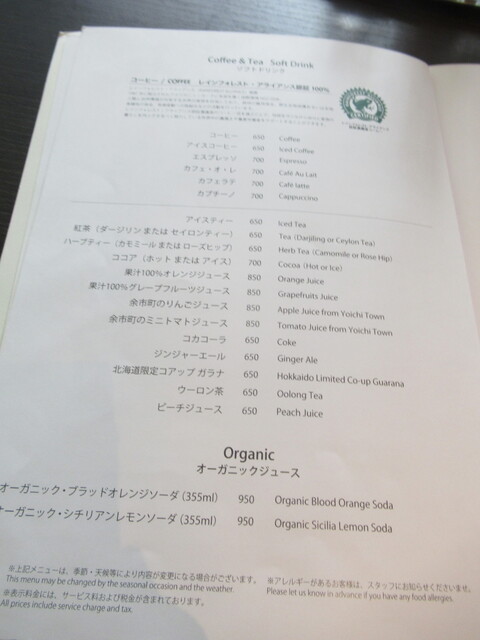 Coffee & Tea Soft Drink
ソフトドリンク
コーヒー / COFFEE レインフォレスト・アライアンス認証 100%
コーヒー 650 Coffee
アイスコーヒー 650 Iced Coffee
エスプレッソ 700 Espresso
カフェ・オ・レ 700 Café Au Lait
カフェラテ 700 Café latte
カプチーノ 700 Cappuccino
アイスティー 650 Iced Tea
紅茶（ダージリン または セイロンティー） 650 Tea (Darjiling or Ceylon Tea)
ハーブティー（カモミール または ローズヒップ） 650 Herb Tea (Camomile or Rose Hip)
ココア（ホット または アイス） 700 Cocoa (Hot or Ice)
果汁100%オレンジジュース 850 Orange Juice
果汁100%グレープフルーツジュース 850 Grapefruits Juice
余市町のりんごジュース 850 Apple Juice from Yoichi Town
余市町のミニトマトジュース 850 Tomato Juice from Yoichi Town
コカコーラ 650 Coke
ジンジャーエール 650 Ginger Ale
北海道限定コアップ ガラナ 650 Hokkaido Limited Co-up Guarana
ウーロン茶 650 Oolong Tea
ピーチジュース 650 Peach Juice
Organic
オーガニックジュース
オーガニック・ブラッドオレンジソーダ（355ml） 950 Organic Blood Orange Soda
オーガニック・シチリアンレモンソーダ（355ml） 950 Organic Sicilia Lemon Soda
※上記メニューは、季節・天候等により内容が変更になる場合がございます。 ※アレルギーがあるお客様は、スタッフにお知らせくださいませ。
This menu may be changed by the seasonal occasion and the weather. Please let us know in advance if you have any food allergies.
※表示料金には、サービス料および税金が含まれております。
All prices include service charge and tax.